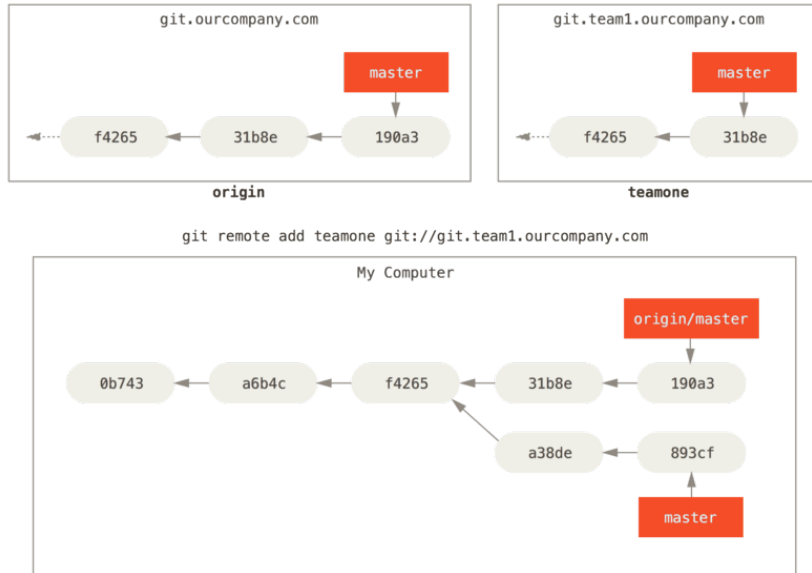 git.ourcompany.com
master
f4265 31b8e 190a3
origin
git.team1.ourcompany.com
master
f4265 31b8e
teamone
git remote add teamone git://git.team1.ourcompany.com
My Computer
origin/master
0b743 a6b4c f4265 31b8e 190a3
a38de 893cf
master